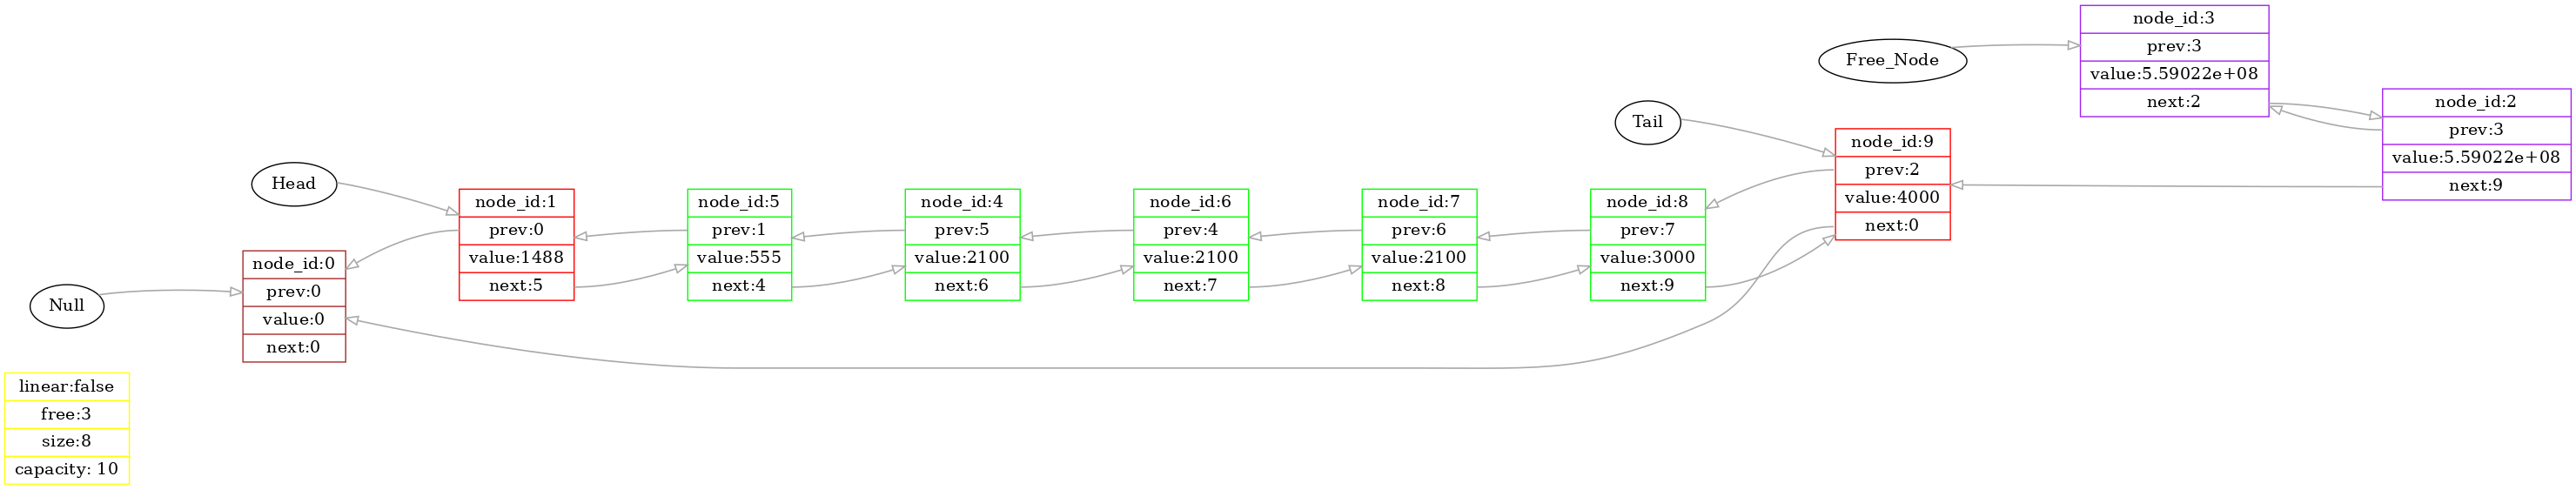 Null
linear:false
free:3
size:8
capacity: 10
Head
node_id:0
prev:0
value:0
next:0
node_id:1
prev:0
value:1488
next:5
node_id:5
prev:1
value:555
next:4
node_id:4
prev:5
value:2100
next:6
node_id:6
prev:4
value:2100
next:7
node_id:7
prev:6
value:2100
next:8
node_id:8
prev:7
value:3000
next:9
Tail
node_id:9
prev:2
value:4000
next:0
Free_Node
node_id:3
prev:3
value:5.59022e+08
next:2
node_id:2
prev:3
value:5.59022e+08
next:9